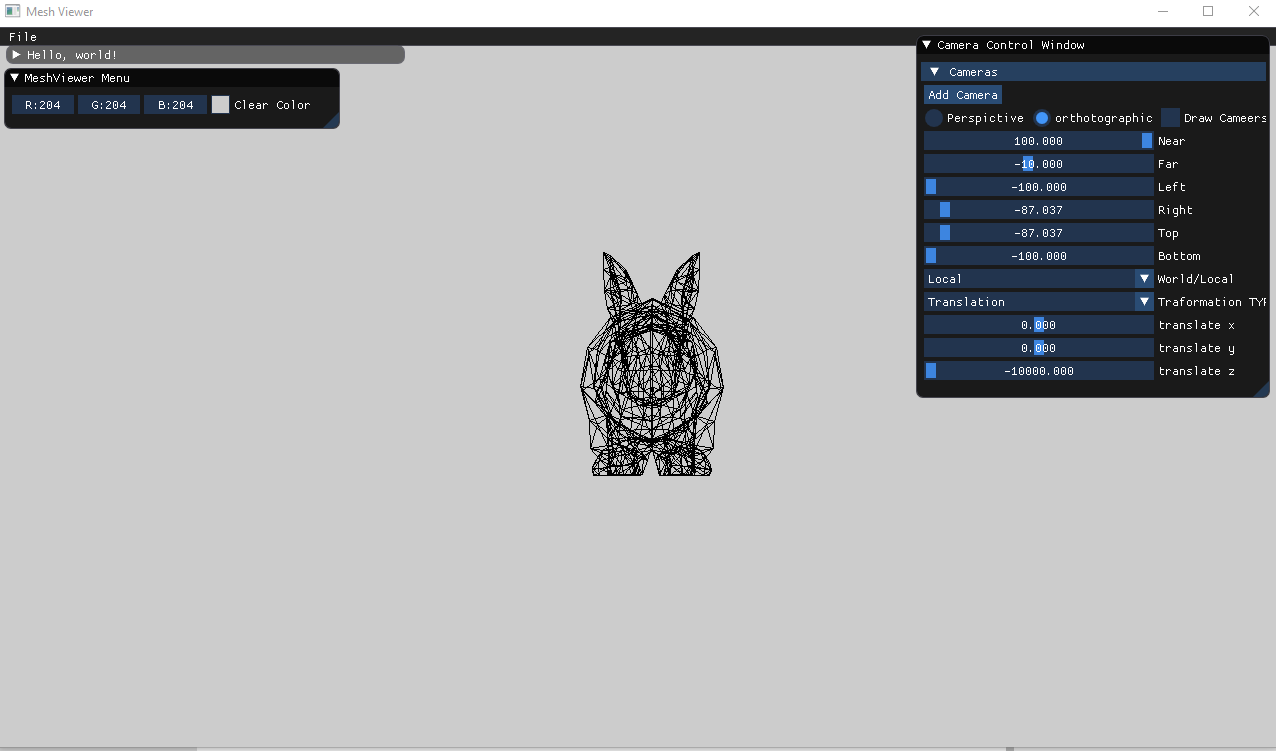 Mesh Viewer
File
Hello, world!
MeshViewer Menu
R:204 G:204 B:204 Clear Color
Camera Control Window
Cameras
Add Camera
Perspictive orthotographic Draw Cameers
100.000 Near
-10.000 Far
-100.000 Left
-87.037 Right
-87.037 Top
-100.000 Bottom
Local World/Local
Translation Traformation TYP
0.000 translate x
0.000 translate y
-10000.000 translate z